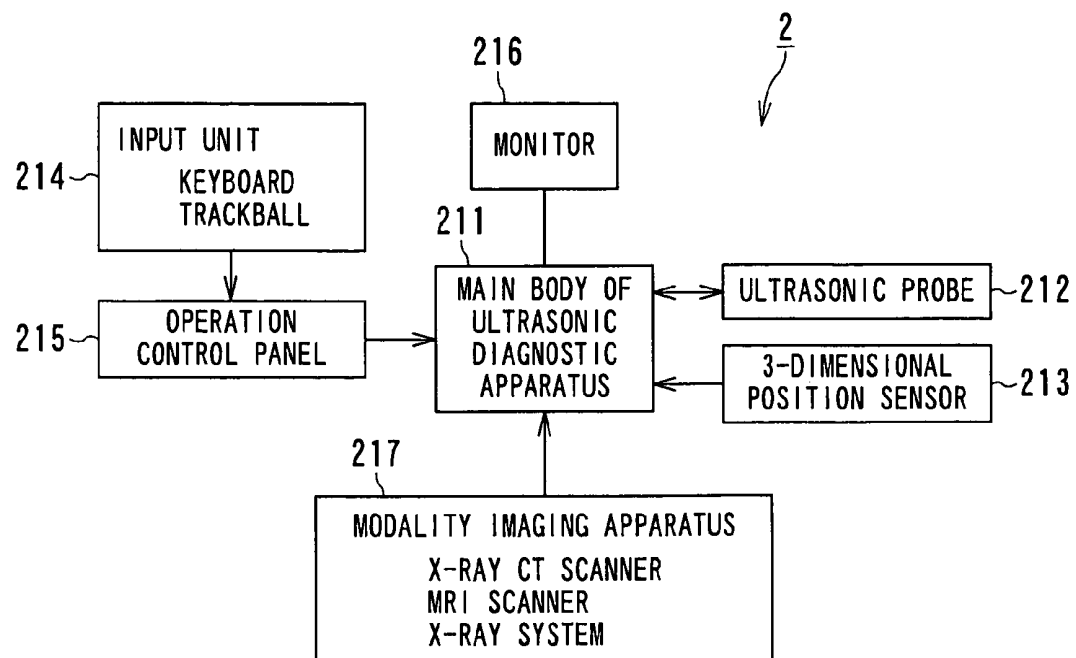 2
216
MONITOR
INPUT UNIT
KEYBOARD
TRACKBALL
214
211
MAIN BODY OF
ULTRASONIC
DIAGNOSTIC
APPARATUS
ULTRASONIC PROBE
212
OPERATION
CONTROL PANEL
215
3-DIMENSIONAL
POSITION SENSOR
213
217
MODALITY IMAGING APPARATUS
X-RAY CT SCANNER
MRI SCANNER
X-RAY SYSTEM